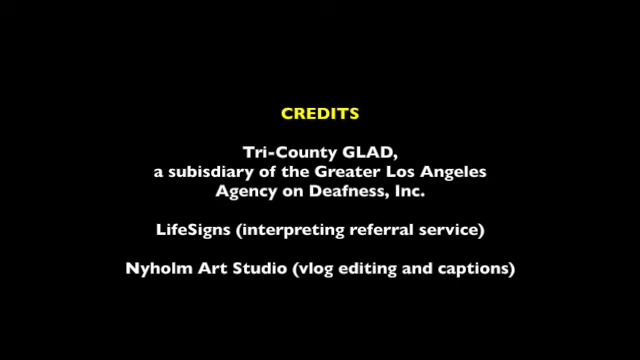 CREDITS
Tri-County GLAD,
a subisdiary of the Greater Los Angeles
Agency on Deafness, Inc.
LifeSigns (interpreting referral service)
Nyholm Art Studio (vlog editing and captions)